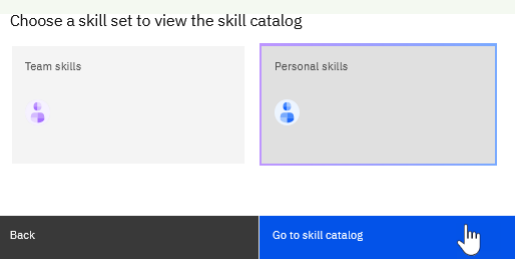 Choose a skill set to view the skill catalog
Team skills
Personal skills
Back
Go to skill catalog